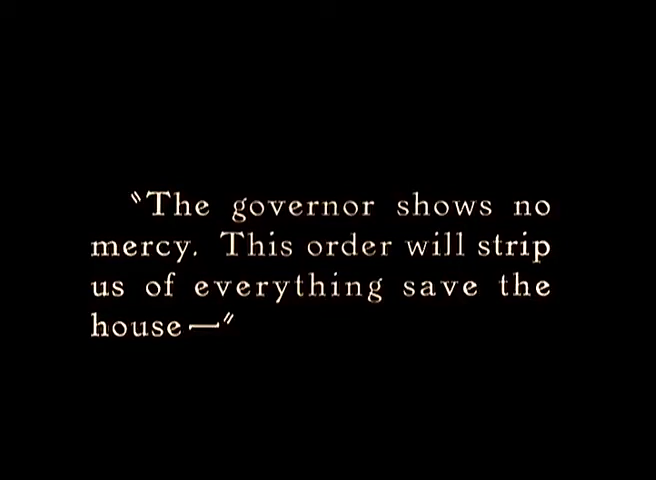 "The governor shows no
mercy. This order will strip
us of everything save the
house—"